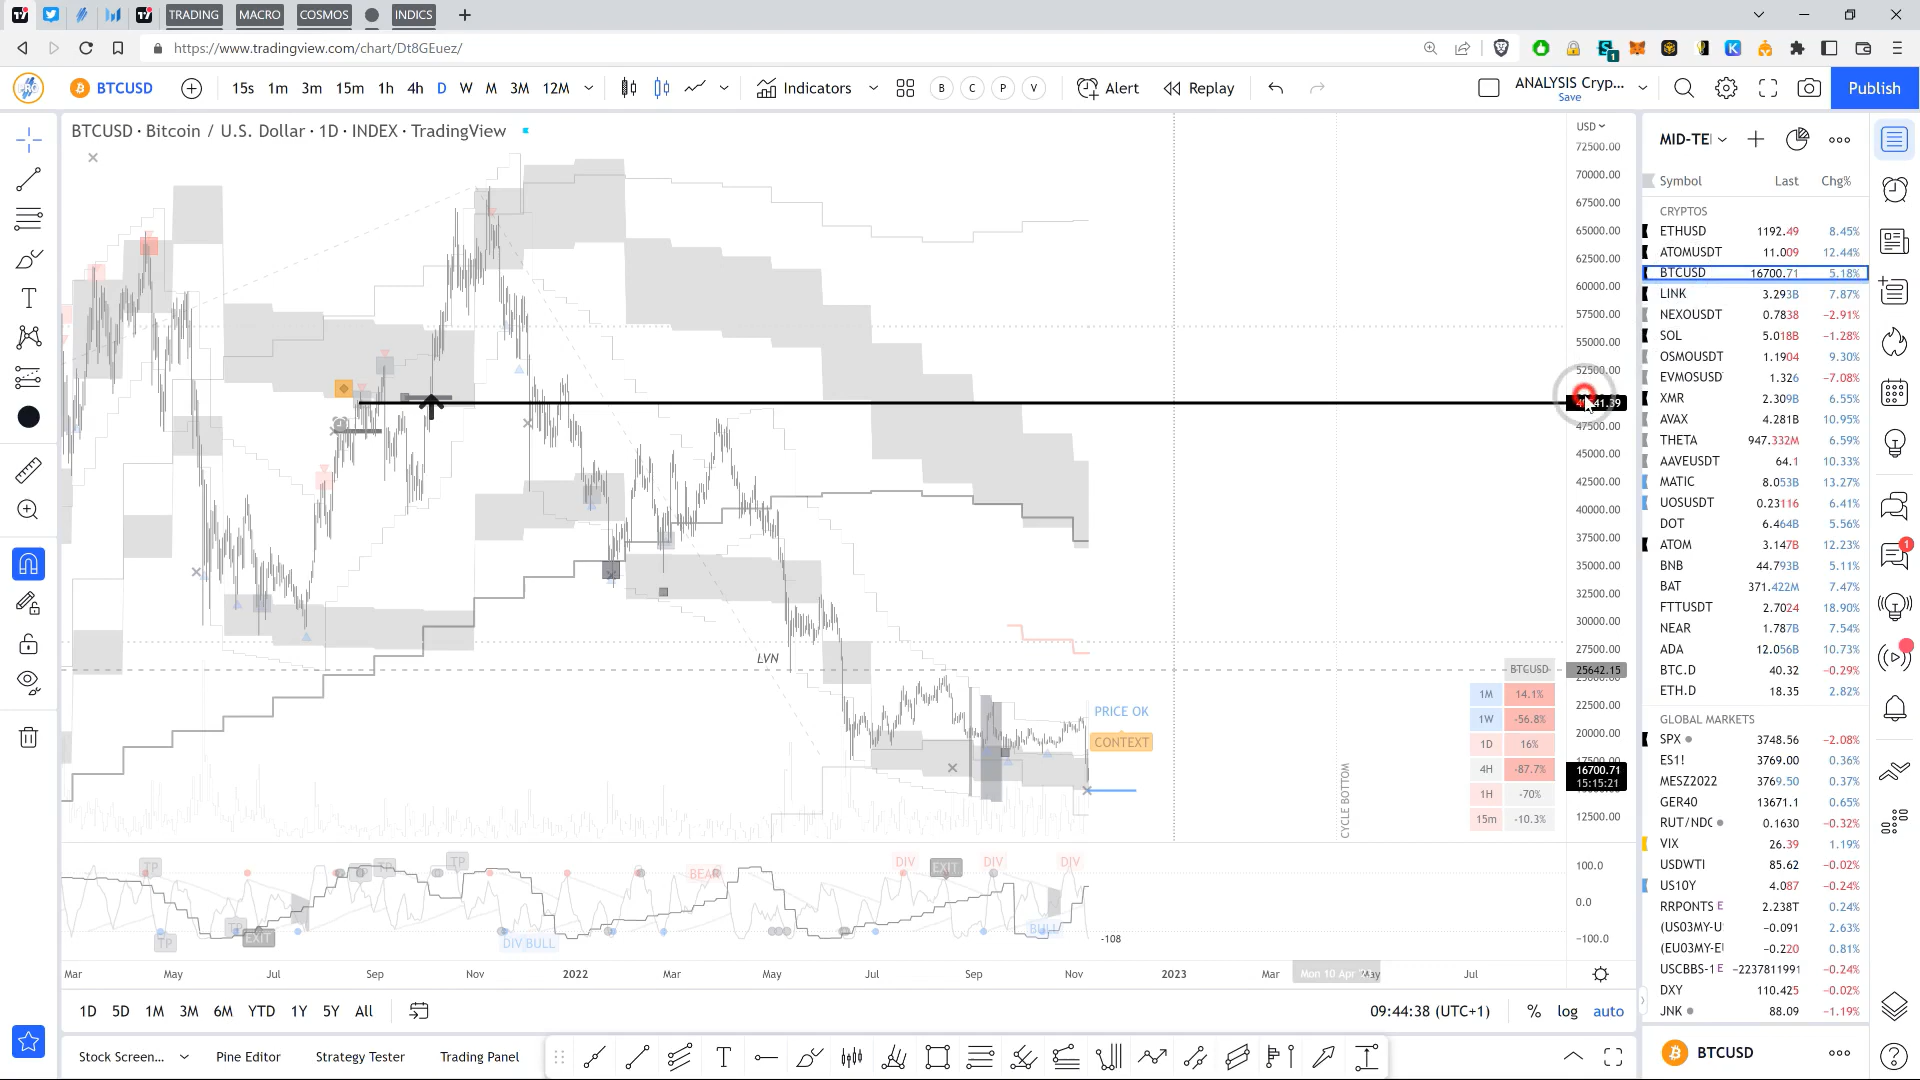 TRADING
MACRO
COSMOS
INDICS
https://www.tradingview.com/chart/Dt8GEuez/
1
BTCUSD
15s 1m 3m 15m 1h 4h D W M 3M 12M
Indicators
B C P V
Alert
Replay
ANALYSIS Cryp...
Save
Publish
BTCUSD · Bitcoin / U.S. Dollar · 1D · INDEX · TradingView
USD
72500.00
70000.00
67500.00
65000.00
62500.00
60000.00
57500.00
55000.00
52500.00
47500.00
45000.00
42500.00
40000.00
37500.00
35000.00
32500.00
30000.00
27500.00
25642.15
22500.00
20000.00
16700.71
15:15:21
12500.00
LVN
PRICE OK
CONTEXT
CYCLE BOTTOM
BTCUSD
1M 14.1%
1W -56.8%
1D 16%
4H -87.7%
1H -70%
15m -10.3%
TP
TP
TP
TP
TP
EXIT
DIV BULL
BEAR
DIV
EXIT
DIV
DIV
BULL
-108
100.0
0.0
-100.0
Mar May Jul Sep Nov 2022 Mar May Jul Sep Nov 2023 Mar Mon 10 Apr May Jul
1D 5D 1M 3M 6M YTD 1Y 5Y All
09:44:38 (UTC+1)
% log auto
Stock Screen...
Pine Editor
Strategy Tester
Trading Panel
MID-TE
Symbol Last Chg%
CRYPTOS
ETHUSD 1192.49 8.45%
ATOMUSDT 11.009 12.44%
BTCUSD 16700.71 5.18%
LINK 3.293B 7.87%
NEXOUSDT 0.7838 −2.91%
SOL 5.018B −1.28%
OSMOUSDT 1.1904 9.30%
EVMOSUSD 1.326 −7.08%
XMR 2.309B 6.55%
AVAX 4.281B 10.95%
THETA 947.332M 6.59%
AAVEUSDT 64.1 10.33%
MATIC 8.053B 13.27%
UOSUSDT 0.23116 6.41%
DOT 6.464B 5.56%
ATOM 3.147B 12.23%
BNB 44.793B 5.11%
BAT 371.422M 7.47%
FTTUSDT 2.7024 18.90%
NEAR 1.787B 7.54%
ADA 12.056B 10.73%
BTC.D 40.32 −0.29%
ETH.D 18.35 2.82%
GLOBAL MARKETS
SPX 3748.56 −2.08%
ES1! 3769.00 0.36%
MESZ2022 3769.50 0.37%
GER40 13671.1 0.65%
RUT/NDC 0.1630 −0.32%
VIX 26.39 1.19%
USDWTI 85.62 −0.02%
US10Y 4.087 −0.24%
RRPONTS E 2.238T 0.24%
(US03MY-U −0.091 2.63%
(EU03MY-E −0.220 0.81%
USCBBS-1 E −2237811991 −0.24%
DXY 110.425 −0.02%
JNK 88.09 −1.19%
BTCUSD
1